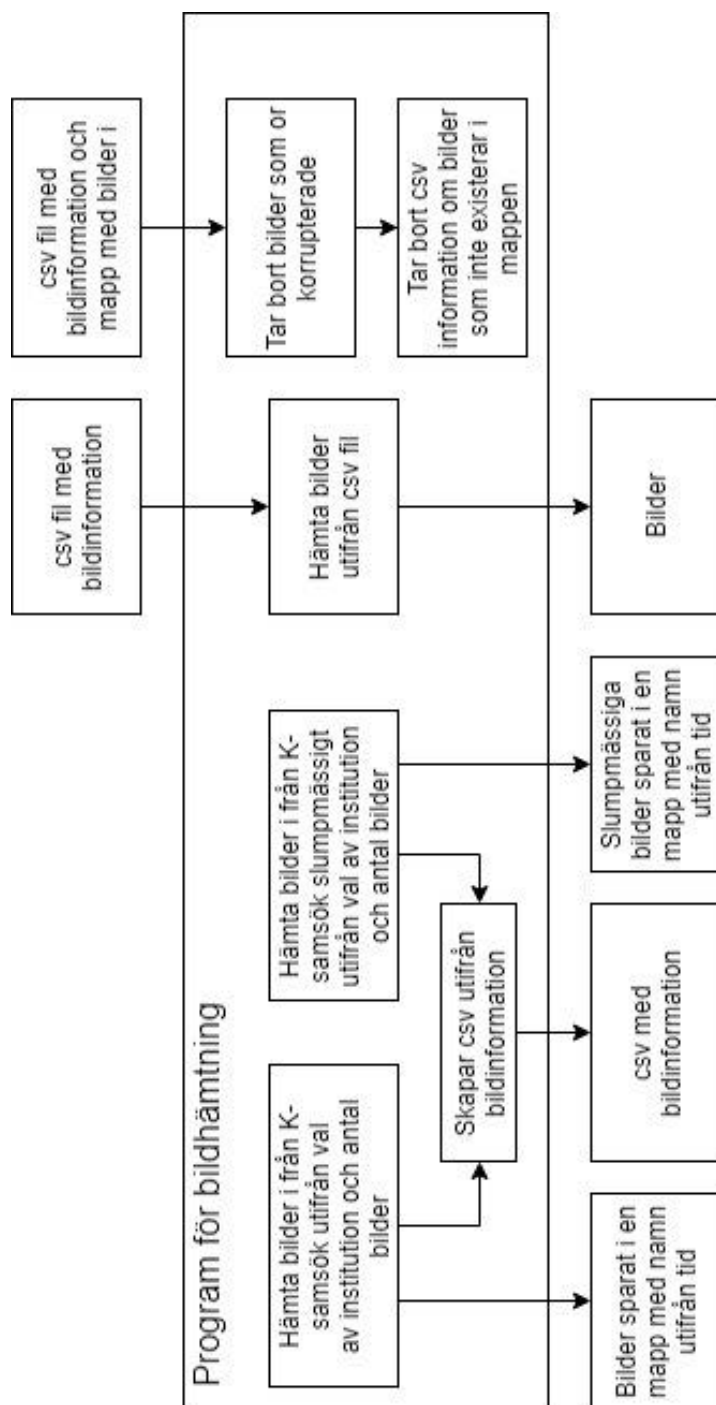 csv fil med
bildinformation
csv fil med
bildinformation och
mapp med bilder i
Program för bildhämtning
Hämta bilder i från K-
samsök utifrån val
av institution och antal
bilder
Hämta bilder i från K-
samsök slumpmässigt
utifrån val av institution
och antal bilder
Hämta bilder
utifrån csv fil
Tar bort bilder som or
korrupterade
Skapar csv utifrån
bildinformation
Tar bort csv
information om bilder
som inte existerar i
mappen
Bilder sparat i en
mapp med namn
utifrån tid
csv med
bildinformation
Slumpmässiga
bilder sparat i en
mapp med namn
utifrån tid
Bilder